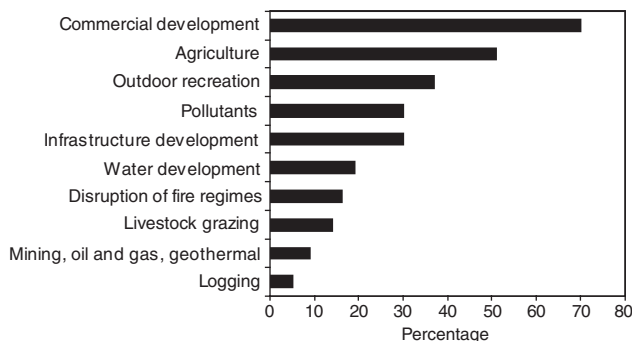 Commercial development
Agriculture
Outdoor recreation
Pollutants
Infrastructure development
Water development
Disruption of fire regimes
Livestock grazing
Mining, oil and gas, geothermal
Logging
0 10 20 30 40 50 60 70 80
Percentage